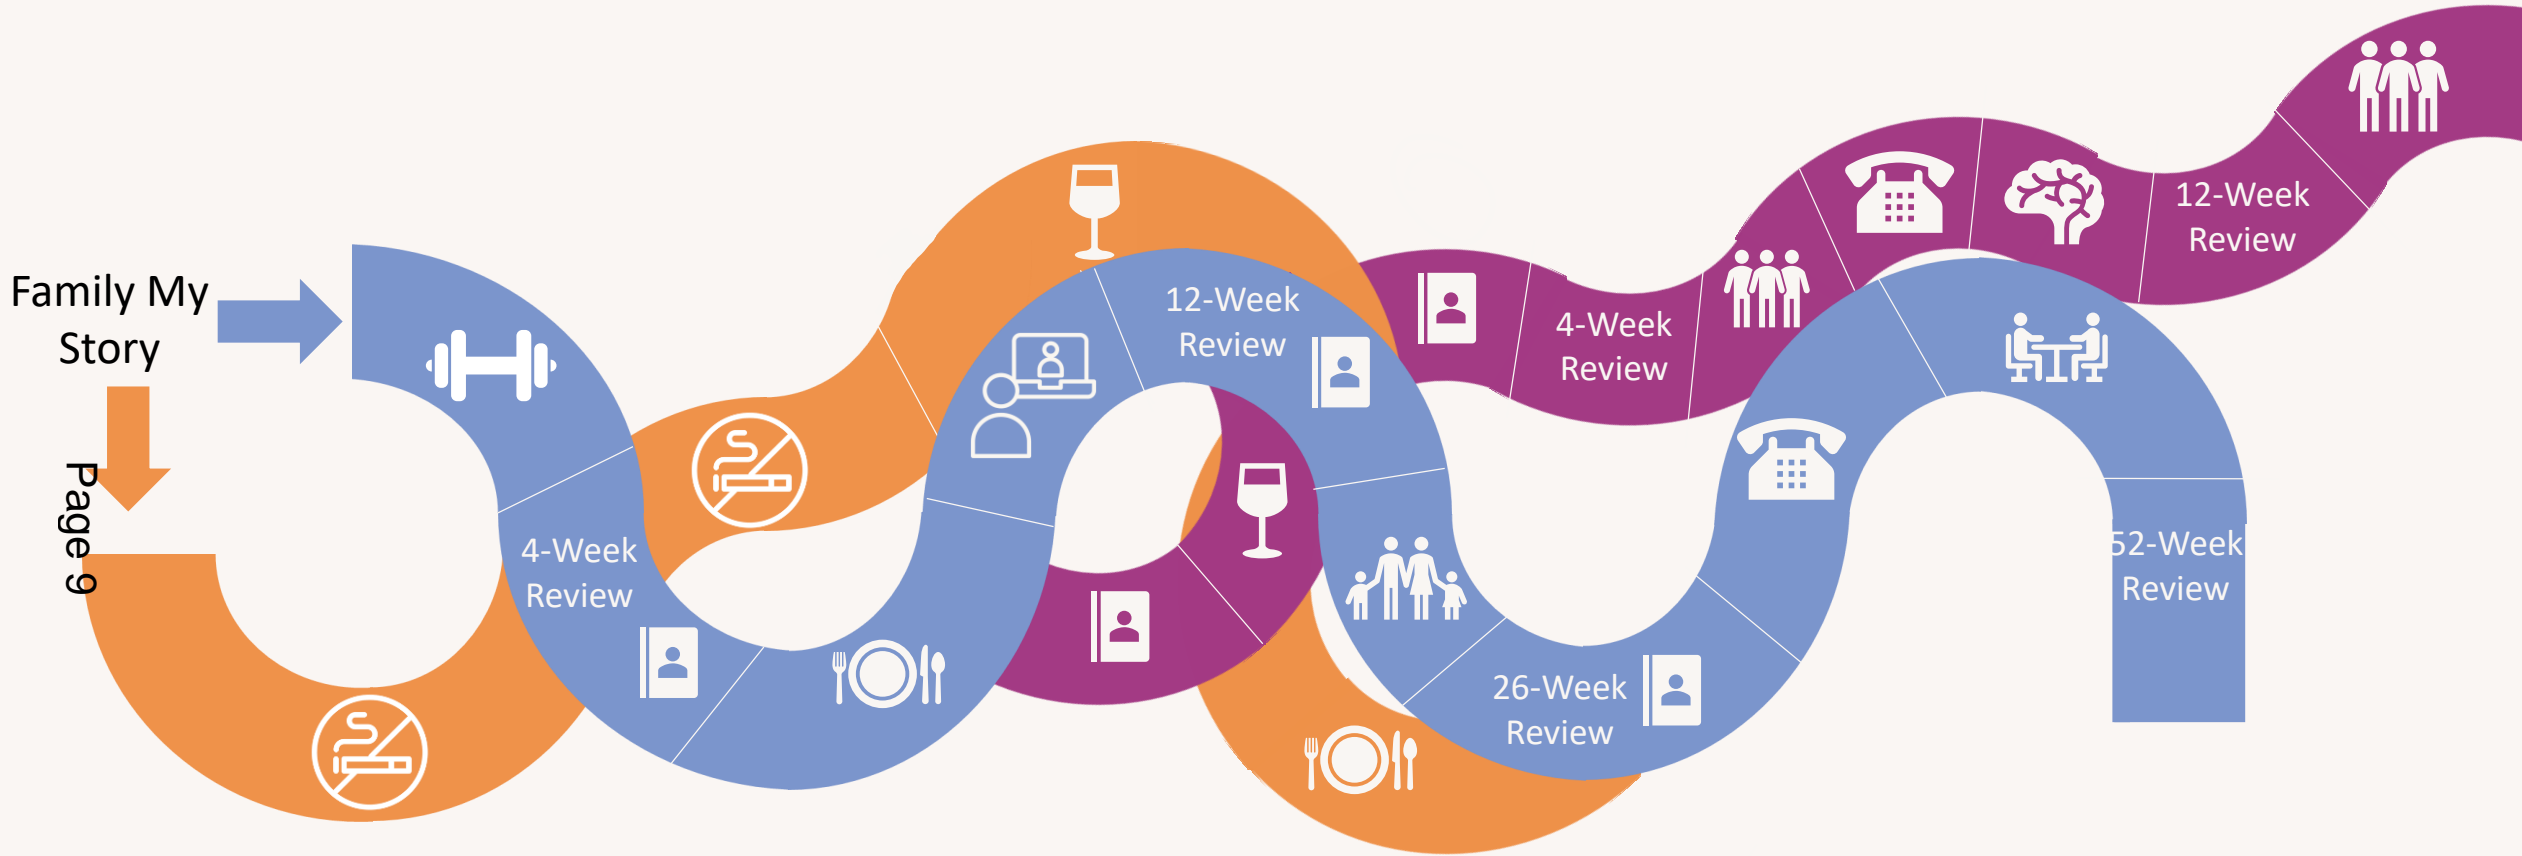 Family My
Story
Page 9
4-Week
Review
12-Week
Review
4-Week
Review
12-Week
Review
26-Week
Review
52-Week
Review